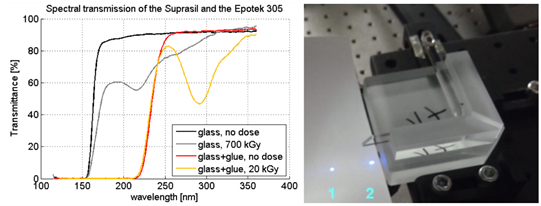 Spectral transmission of the Suprasil and the Epotek 305
Transmittance [%]
100
80
60
40
20
0
100
150
200
250
300
350
400
wavelength [nm]
glass, no dose
glass, 700 kGy
glass+glue, no dose
glass+glue, 20 kGy
1
2